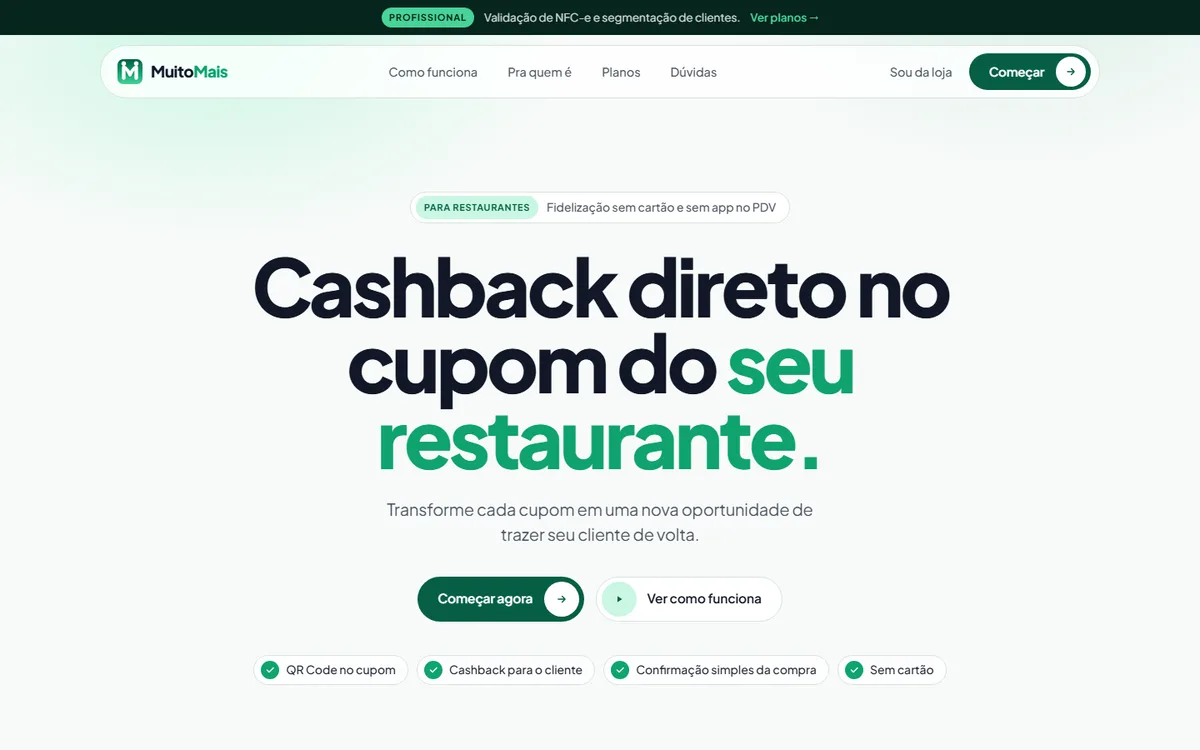 PROFISSIONAL Validação de NFC-e e segmentação de clientes. Ver planos →
MuitoMais Como funciona Pra quem é Planos Dúvidas Sou da loja Começar →
PARA RESTAURANTES Fidelização sem cartão e sem app no PDV
Cashback direto no
cupom do seu
restaurante.
Transforme cada cupom em uma nova oportunidade de
trazer seu cliente de volta.
Começar agora → Ver como funciona
QR Code no cupom Cashback para o cliente Confirmação simples da compra Sem cartão